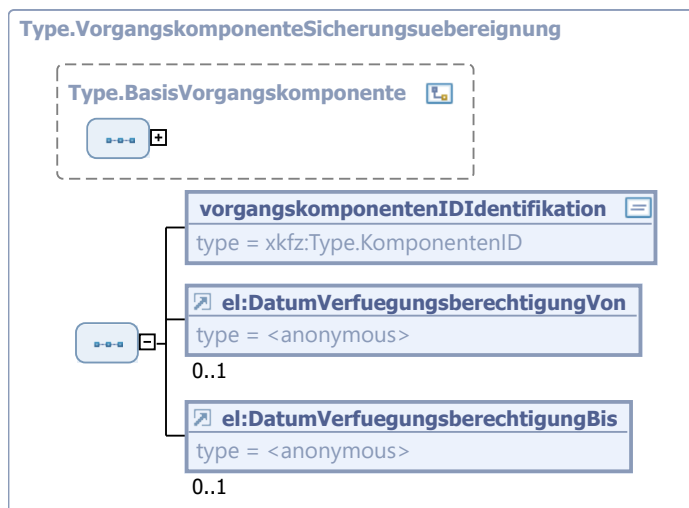 Type.VorgangskomponenteSicherungsuebereignung
Type.BasisVorgangskomponente
vorgangskomponentenIDIdentifikation
type = xkfz:Type.KomponentenID
el:DatumVerfuegungsberechtigungVon
type = <anonymous>
0..1
el:DatumVerfuegungsberechtigungBis
type = <anonymous>
0..1